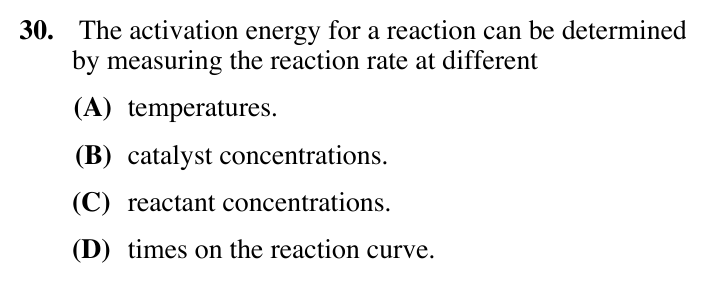 30. The activation energy for a reaction can be determined
by measuring the reaction rate at different
(A) temperatures.
(B) catalyst concentrations.
(C) reactant concentrations.
(D) times on the reaction curve.